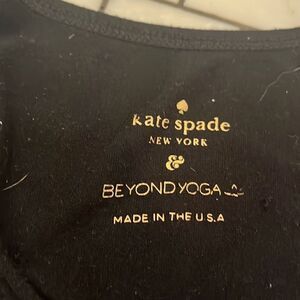 kate spade
NEW YORK
&
BEYOND YOGA
MADE IN THE U.S.A